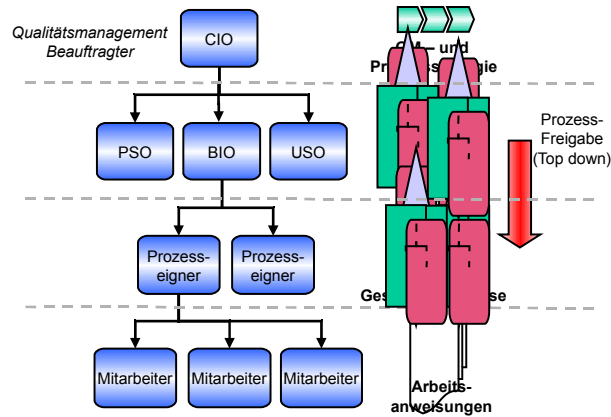 Qualitätsmanagement
Beauftragter
CIO
PSO
BIO
USO
Prozess-
Freigabe
(Top down)
Prozess-
eigner
Prozess-
eigner
Mitarbeiter
Mitarbeiter
Mitarbeiter
Arbeits-
anweisungen